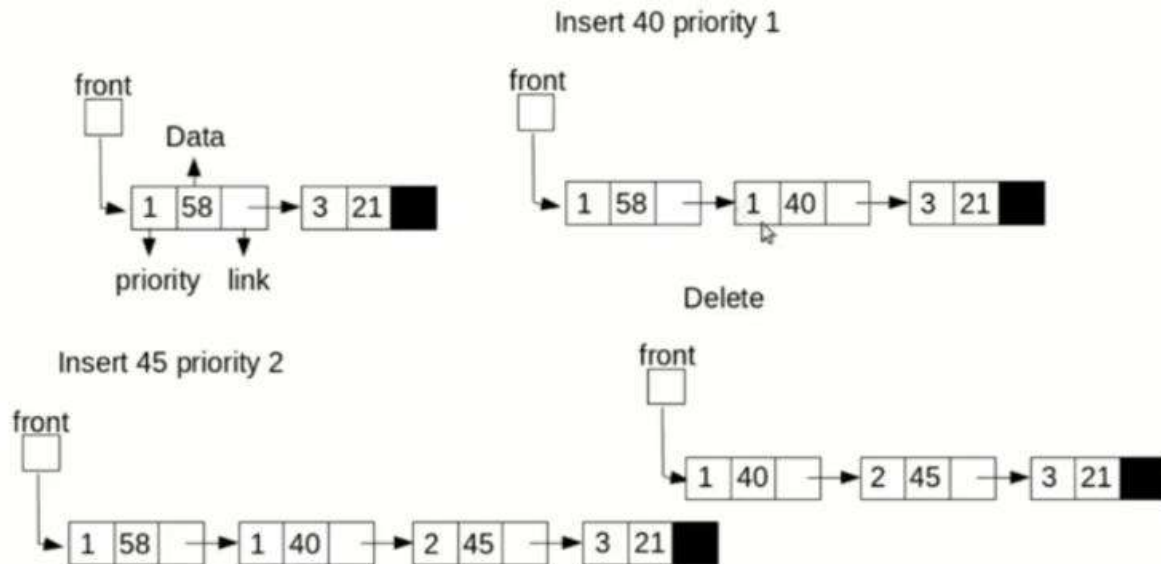 Insert 40 priority 1
front
Data
1 58 3 21
priority link
front
1 58 1 40 3 21
Insert 45 priority 2
front
1 58 1 40 2 45 3 21
Delete
front
1 40 2 45 3 21